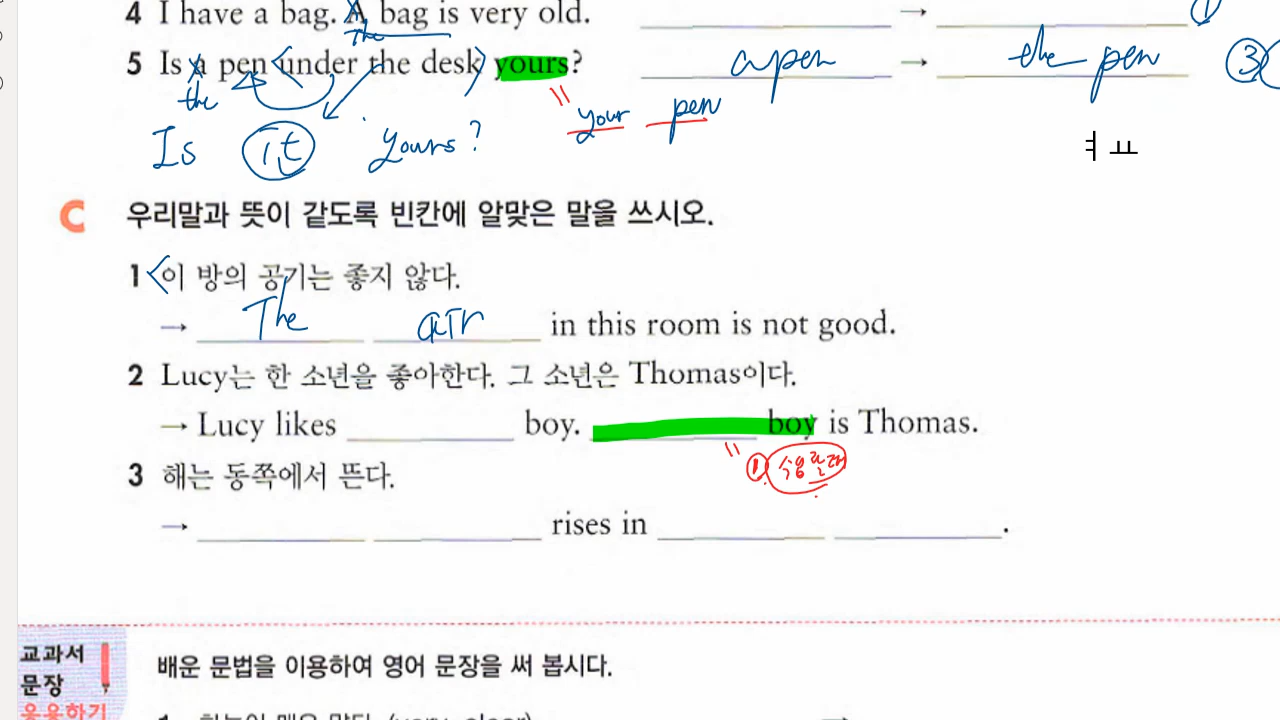 4 I have a bag. A bag is very old. →
The
5 Is a pen under the desk yours? a pen → the pen ③
the
your pen
Is it yours?
ㅕㅛ
C 우리말과 뜻이 같도록 빈칸에 알맞은 말을 쓰시오.
1 이 방의 공기는 좋지 않다.
→ The air in this room is not good.
2 Lucy는 한 소년을 좋아한다. 그 소년은 Thomas이다.
→ Lucy likes boy. boy is Thomas.
①
3 해는 동쪽에서 뜬다.
→ rises in .
교과서
문장
응용하기
배운 문법을 이용하여 영어 문장을 써 봅시다.